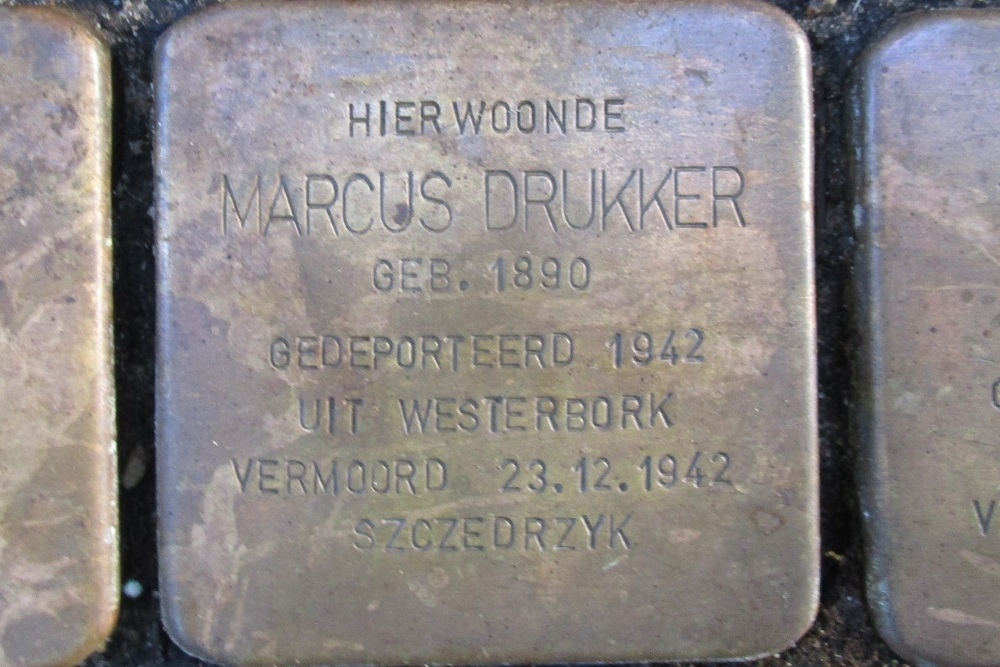 HIER WOONDE
MARCUS DRUKKER
GEB. 1890
GEDEPORTEERD 1942
UIT WESTERBORK
VERMOORD 23.12.1942
SZCZEDRZYK